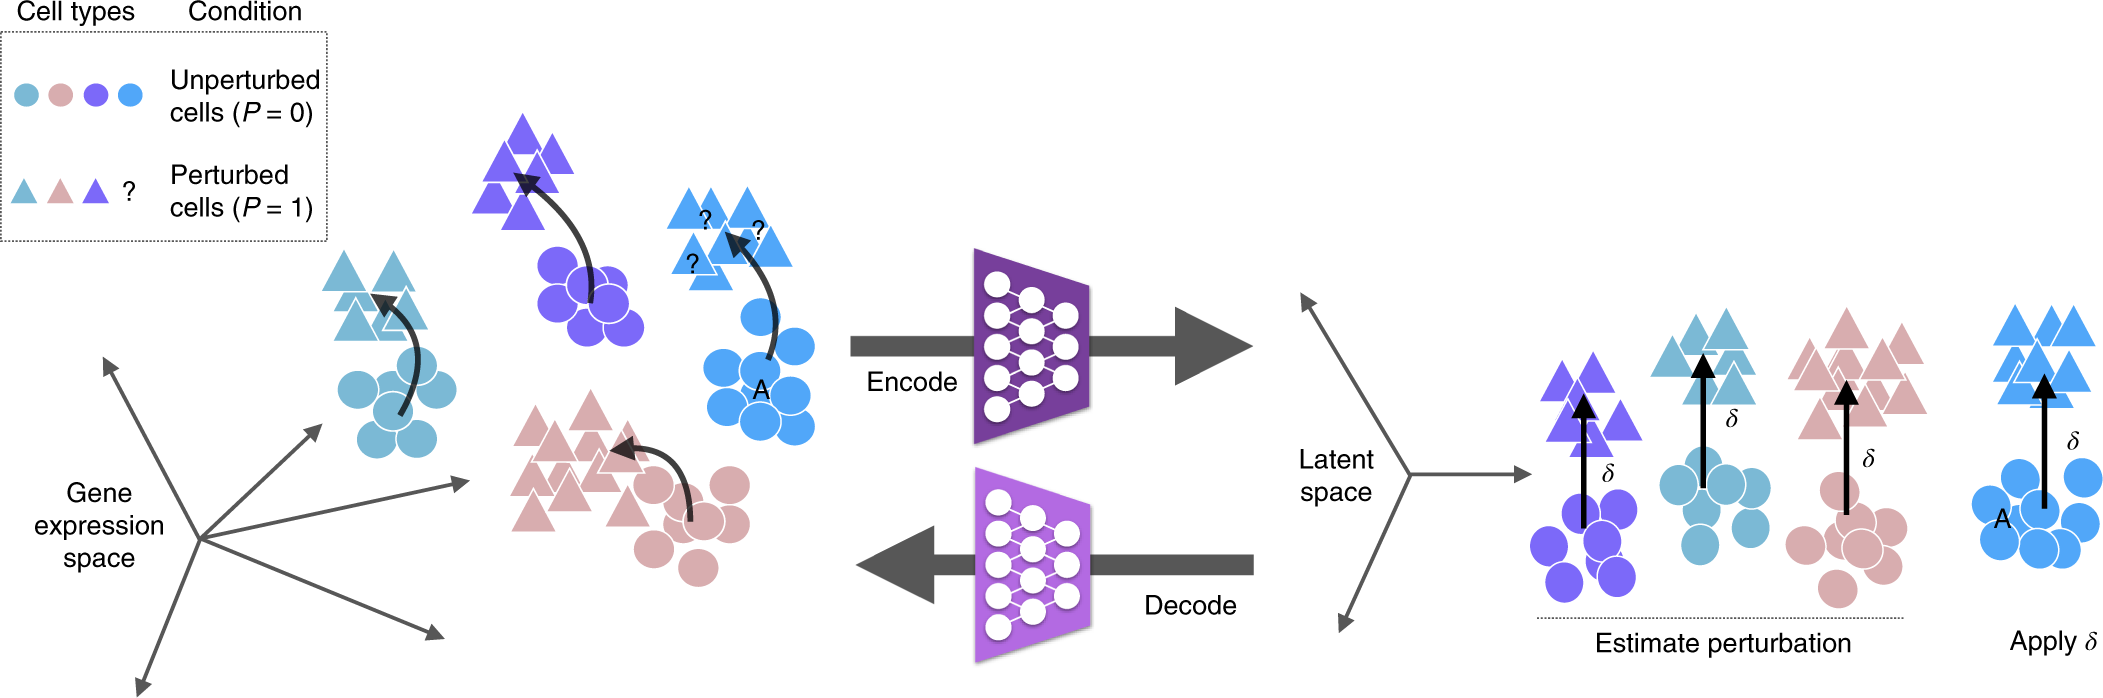 Cell types
Condition
Unperturbed
cells (P = 0)
?
Perturbed
cells (P = 1)
?
?
?
A
Gene
expression
space
Encode
Decode
Latent
space
δ
δ
δ
δ
A
Estimate perturbation
Apply δ